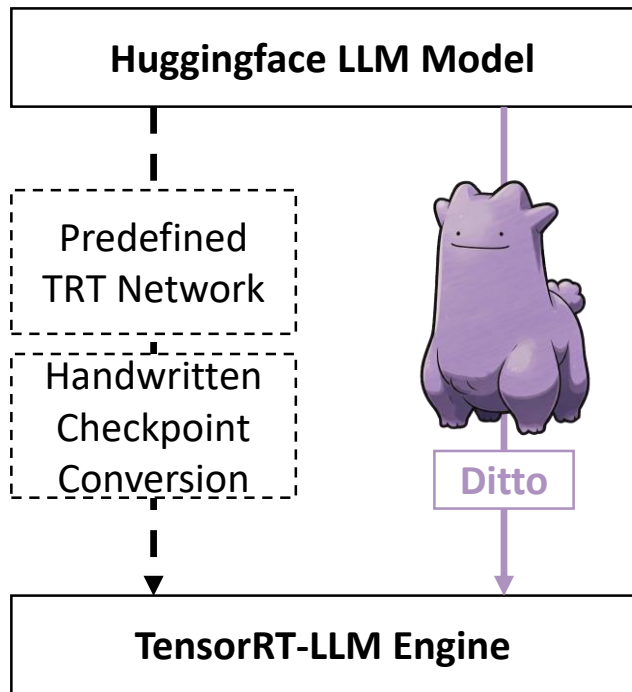 Huggingface LLM Model
Predefined
TRT Network
Handwritten
Checkpoint
Conversion
Ditto
TensorRT-LLM Engine